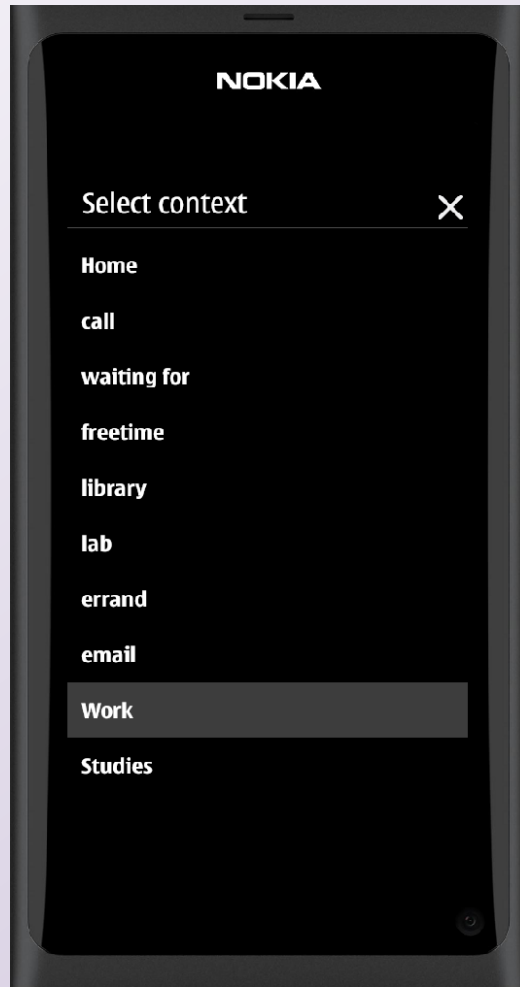 NOKIA
Select context
Home
call
waiting for
freetime
library
lab
errand
email
Work
Studies